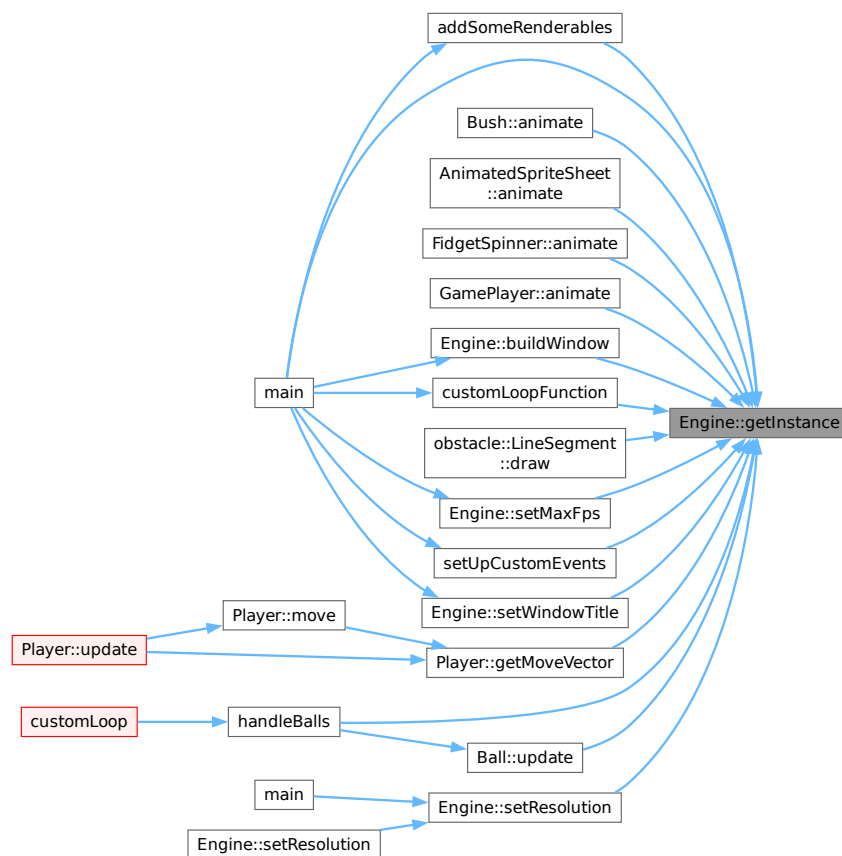 addSomeRenderables
Bush::animate
AnimatedSpriteSheet
::animate
FidgetSpinner::animate
GamePlayer::animate
Engine::buildWindow
main
customLoopFunction
Engine::getInstance
obstacle::LineSegment
::draw
Engine::setMaxFps
setUpCustomEvents
Engine::setWindowTitle
Player::move
Player::update
Player::getMoveVector
customLoop
handleBalls
Ball::update
main
Engine::setResolution
Engine::setResolution